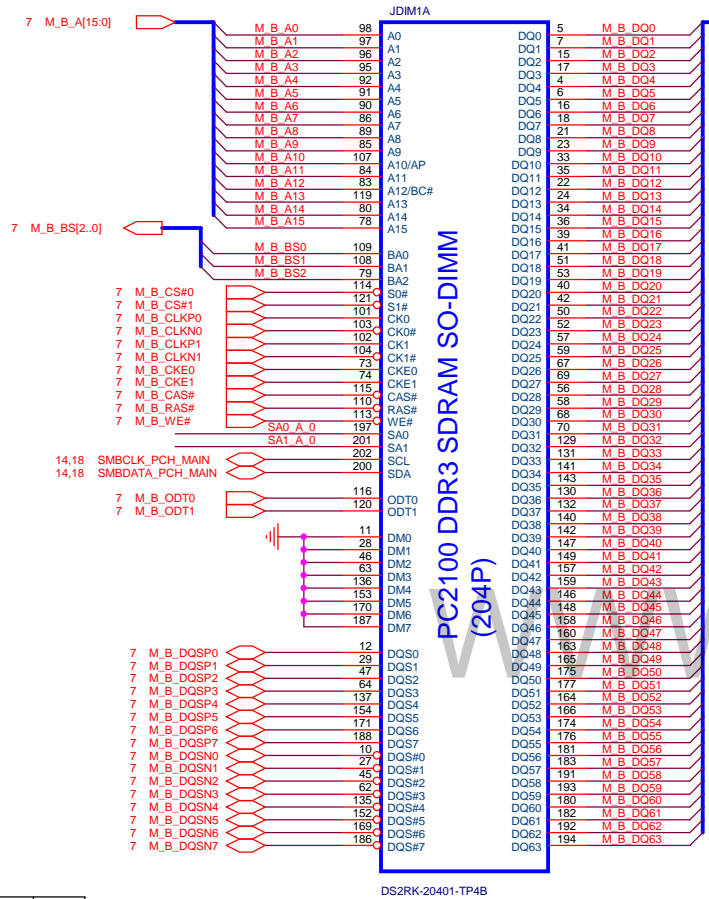 JDIM1A
7 M_B_A[15:0]
M_B_A0 98 A0
M_B_A1 97 A1
M_B_A2 96 A2
M_B_A3 95 A3
M_B_A4 92 A4
M_B_A5 91 A5
M_B_A6 90 A6
M_B_A7 86 A7
M_B_A8 89 A8
M_B_A9 85 A9
M_B_A10 107 A10/AP
M_B_A11 84 A11
M_B_A12 83 A12/BC#
M_B_A13 119 A13
M_B_A14 80 A14
M_B_A15 78 A15
7 M_B_BS[2..0]
M_B_BS0 109 BA0
M_B_BS1 108 BA1
M_B_BS2 79 BA2
7 M_B_CS#0 114 S0#
7 M_B_CS#1 121 S1#
7 M_B_CLKP0 101 CK0
7 M_B_CLKN0 103 CK0#
7 M_B_CLKP1 102 CK1
7 M_B_CLKN1 104 CK1#
7 M_B_CKE0 73 CKE0
7 M_B_CKE1 74 CKE1
7 M_B_CAS# 115 CAS#
7 M_B_RAS# 110 RAS#
7 M_B_WE# 113 WE#
SA0_A_0 197 SA0
SA1_A_0 201 SA1
14,18 SMBCLK_PCH_MAIN 202 SCL
14,18 SMBDATA_PCH_MAIN 200 SDA
7 M_B_ODT0 116 ODT0
7 M_B_ODT1 120 ODT1
11 DM0
28 DM1
46 DM2
63 DM3
136 DM4
153 DM5
170 DM6
187 DM7
7 M_B_DQSP0 12 DQS0
7 M_B_DQSP1 29 DQS1
7 M_B_DQSP2 47 DQS2
7 M_B_DQSP3 64 DQS3
7 M_B_DQSP4 137 DQS4
7 M_B_DQSP5 154 DQS5
7 M_B_DQSP6 171 DQS6
7 M_B_DQSP7 188 DQS7
7 M_B_DQSN0 10 DQS#0
7 M_B_DQSN1 27 DQS#1
7 M_B_DQSN2 45 DQS#2
7 M_B_DQSN3 62 DQS#3
7 M_B_DQSN4 135 DQS#4
7 M_B_DQSN5 152 DQS#5
7 M_B_DQSN6 169 DQS#6
7 M_B_DQSN7 186 DQS#7
PC2100 DDR3 SDRAM SO-DIMM
(204P)
DQ0 5 M_B_DQ0
DQ1 7 M_B_DQ1
DQ2 15 M_B_DQ2
DQ3 17 M_B_DQ3
DQ4 4 M_B_DQ4
DQ5 6 M_B_DQ5
DQ6 16 M_B_DQ6
DQ7 18 M_B_DQ7
DQ8 21 M_B_DQ8
DQ9 23 M_B_DQ9
DQ10 33 M_B_DQ10
DQ11 35 M_B_DQ11
DQ12 22 M_B_DQ12
DQ13 24 M_B_DQ13
DQ14 34 M_B_DQ14
DQ15 36 M_B_DQ15
DQ16 39 M_B_DQ16
DQ17 41 M_B_DQ17
DQ18 51 M_B_DQ18
DQ19 53 M_B_DQ19
DQ20 40 M_B_DQ20
DQ21 42 M_B_DQ21
DQ22 50 M_B_DQ22
DQ23 52 M_B_DQ23
DQ24 57 M_B_DQ24
DQ25 59 M_B_DQ25
DQ26 67 M_B_DQ26
DQ27 69 M_B_DQ27
DQ28 56 M_B_DQ28
DQ29 58 M_B_DQ29
DQ30 68 M_B_DQ30
DQ31 70 M_B_DQ31
DQ32 129 M_B_DQ32
DQ33 131 M_B_DQ33
DQ34 141 M_B_DQ34
DQ35 143 M_B_DQ35
DQ36 130 M_B_DQ36
DQ37 132 M_B_DQ37
DQ38 140 M_B_DQ38
DQ39 142 M_B_DQ39
DQ40 147 M_B_DQ40
DQ41 149 M_B_DQ41
DQ42 157 M_B_DQ42
DQ43 159 M_B_DQ43
DQ44 146 M_B_DQ44
DQ45 148 M_B_DQ45
DQ46 158 M_B_DQ46
DQ47 160 M_B_DQ47
DQ48 163 M_B_DQ48
DQ49 165 M_B_DQ49
DQ50 175 M_B_DQ50
DQ51 177 M_B_DQ51
DQ52 164 M_B_DQ52
DQ53 166 M_B_DQ53
DQ54 174 M_B_DQ54
DQ55 176 M_B_DQ55
DQ56 181 M_B_DQ56
DQ57 183 M_B_DQ57
DQ58 191 M_B_DQ58
DQ59 193 M_B_DQ59
DQ60 180 M_B_DQ60
DQ61 182 M_B_DQ61
DQ62 192 M_B_DQ62
DQ63 194 M_B_DQ63
DS2RK-20401-TP4B